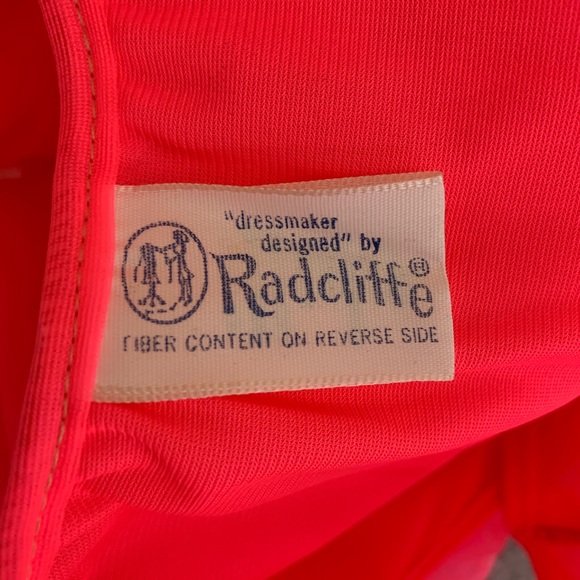 "dressmaker
designed" by
Radcliffe®
FIBER CONTENT ON REVERSE SIDE